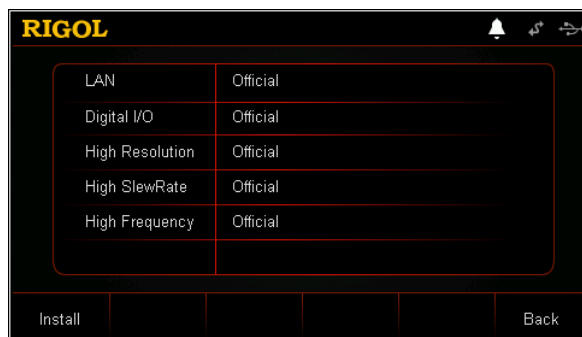 RIGOL
LAN Official
Digital I/O Official
High Resolution Official
High SlewRate Official
High Frequency Official
Install Back